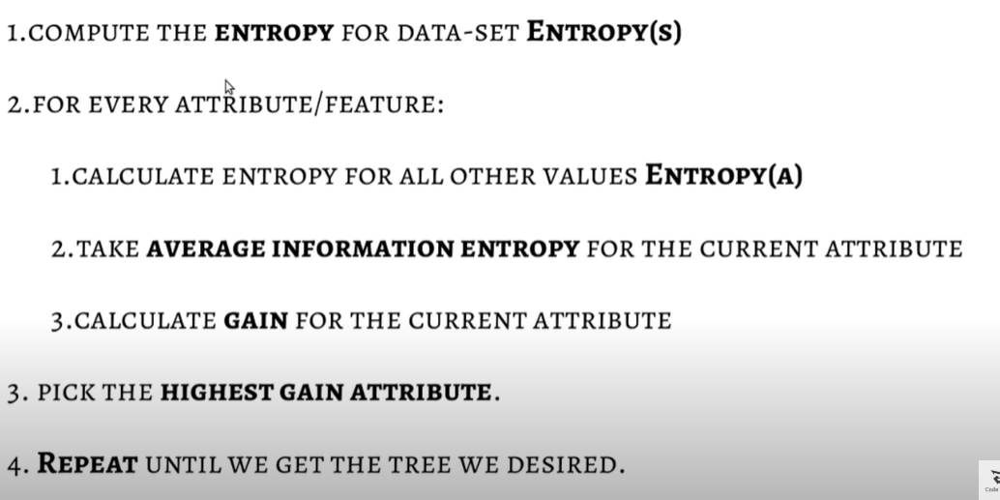 1.COMPUTE THE ENTROPY FOR DATA-SET ENTROPY(S)
2.FOR EVERY ATTRIBUTE/FEATURE:
1.CALCULATE ENTROPY FOR ALL OTHER VALUES ENTROPY(A)
2.TAKE AVERAGE INFORMATION ENTROPY FOR THE CURRENT ATTRIBUTE
3.CALCULATE GAIN FOR THE CURRENT ATTRIBUTE
3. PICK THE HIGHEST GAIN ATTRIBUTE.
4. REPEAT UNTIL WE GET THE TREE WE DESIRED.
Code